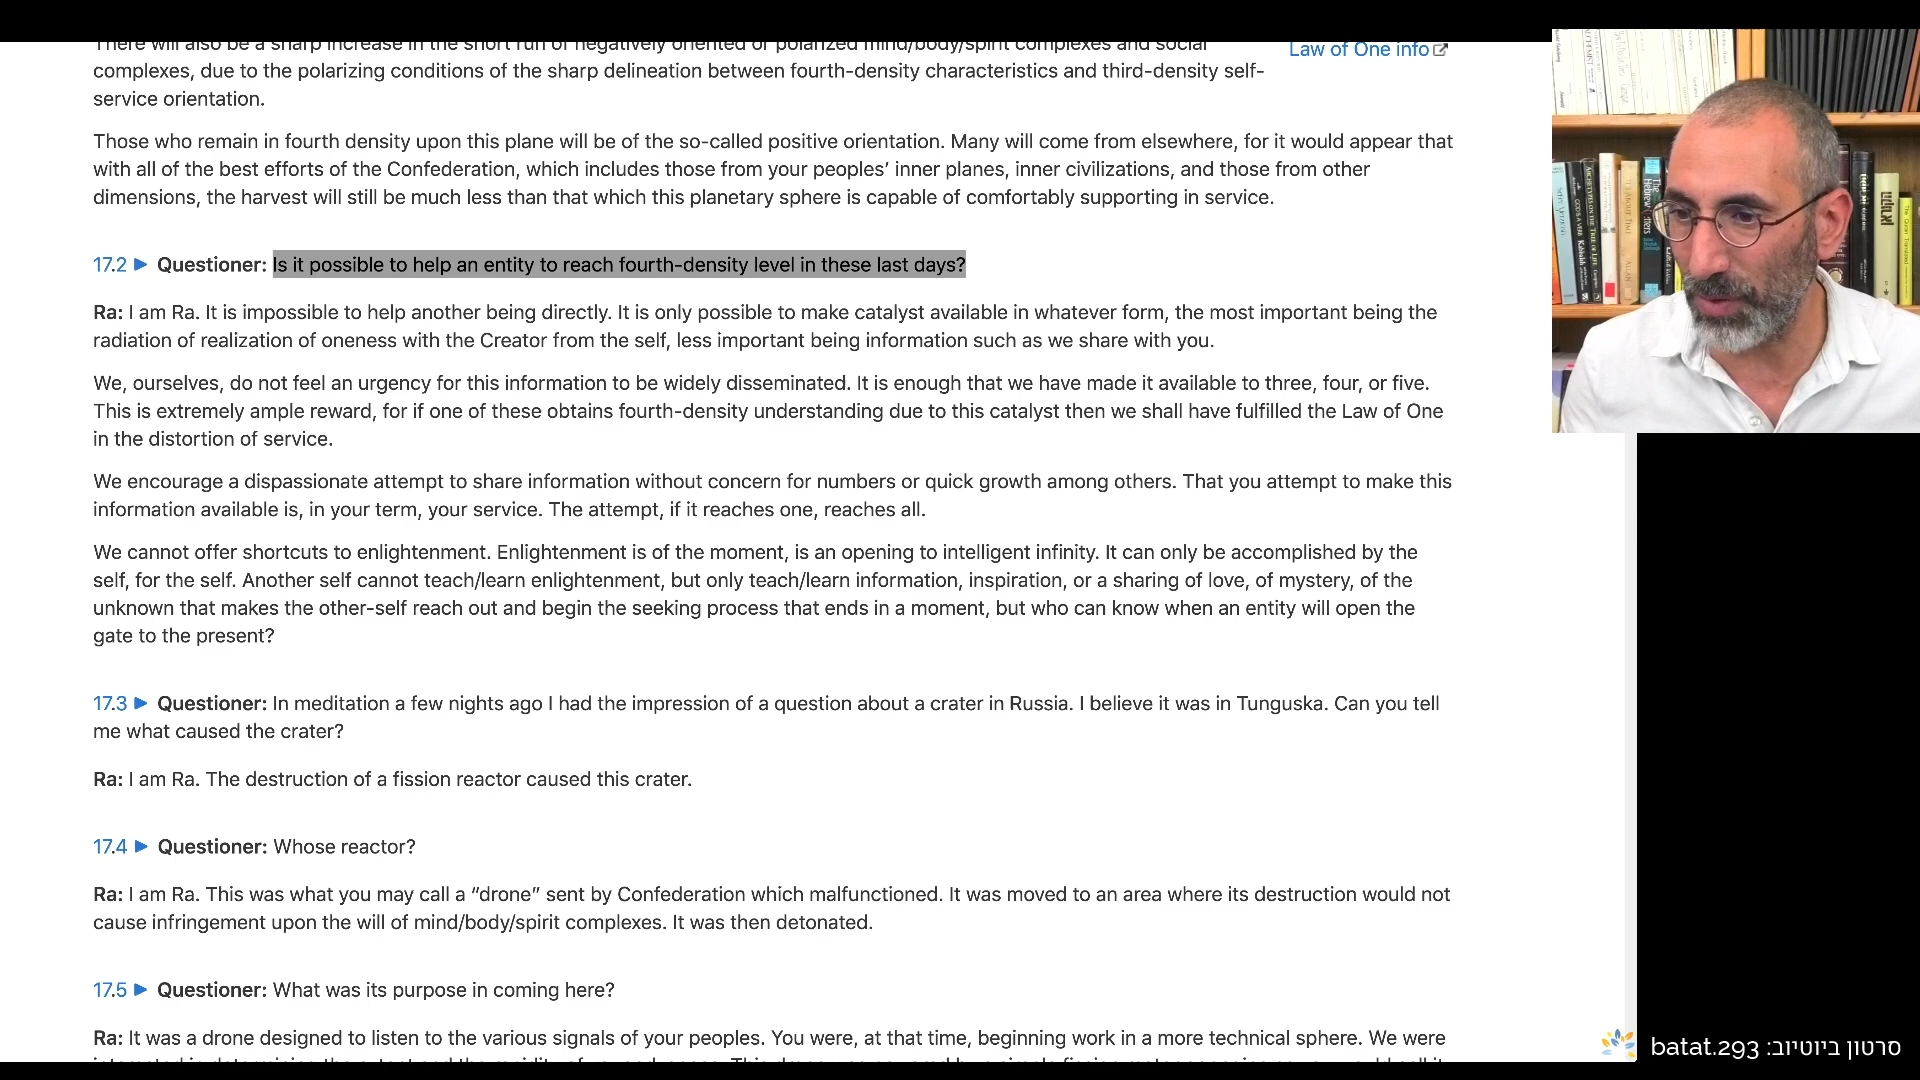 There will also be a sharp increase in the short run of negatively oriented or polarized mind/body/spirit complexes and social
complexes, due to the polarizing conditions of the sharp delineation between fourth-density characteristics and third-density self-
service orientation.
Law of One info
Those who remain in fourth density upon this plane will be of the so-called positive orientation. Many will come from elsewhere, for it would appear that
with all of the best efforts of the Confederation, which includes those from your peoples’ inner planes, inner civilizations, and those from other
dimensions, the harvest will still be much less than that which this planetary sphere is capable of comfortably supporting in service.
17.2 ► Questioner: Is it possible to help an entity to reach fourth-density level in these last days?
Ra: I am Ra. It is impossible to help another being directly. It is only possible to make catalyst available in whatever form, the most important being the
radiation of realization of oneness with the Creator from the self, less important being information such as we share with you.
We, ourselves, do not feel an urgency for this information to be widely disseminated. It is enough that we have made it available to three, four, or five.
This is extremely ample reward, for if one of these obtains fourth-density understanding due to this catalyst then we shall have fulfilled the Law of One
in the distortion of service.
We encourage a dispassionate attempt to share information without concern for numbers or quick growth among others. That you attempt to make this
information available is, in your term, your service. The attempt, if it reaches one, reaches all.
We cannot offer shortcuts to enlightenment. Enlightenment is of the moment, is an opening to intelligent infinity. It can only be accomplished by the
self, for the self. Another self cannot teach/learn enlightenment, but only teach/learn information, inspiration, or a sharing of love, of mystery, of the
unknown that makes the other-self reach out and begin the seeking process that ends in a moment, but who can know when an entity will open the
gate to the present?
17.3 ► Questioner: In meditation a few nights ago I had the impression of a question about a crater in Russia. I believe it was in Tunguska. Can you tell
me what caused the crater?
Ra: I am Ra. The destruction of a fission reactor caused this crater.
17.4 ► Questioner: Whose reactor?
Ra: I am Ra. This was what you may call a “drone” sent by Confederation which malfunctioned. It was moved to an area where its destruction would not
cause infringement upon the will of mind/body/spirit complexes. It was then detonated.
17.5 ► Questioner: What was its purpose in coming here?
Ra: It was a drone designed to listen to the various signals of your peoples. You were, at that time, beginning work in a more technical sphere. We were
סרטון ביוטיוב: batat.293